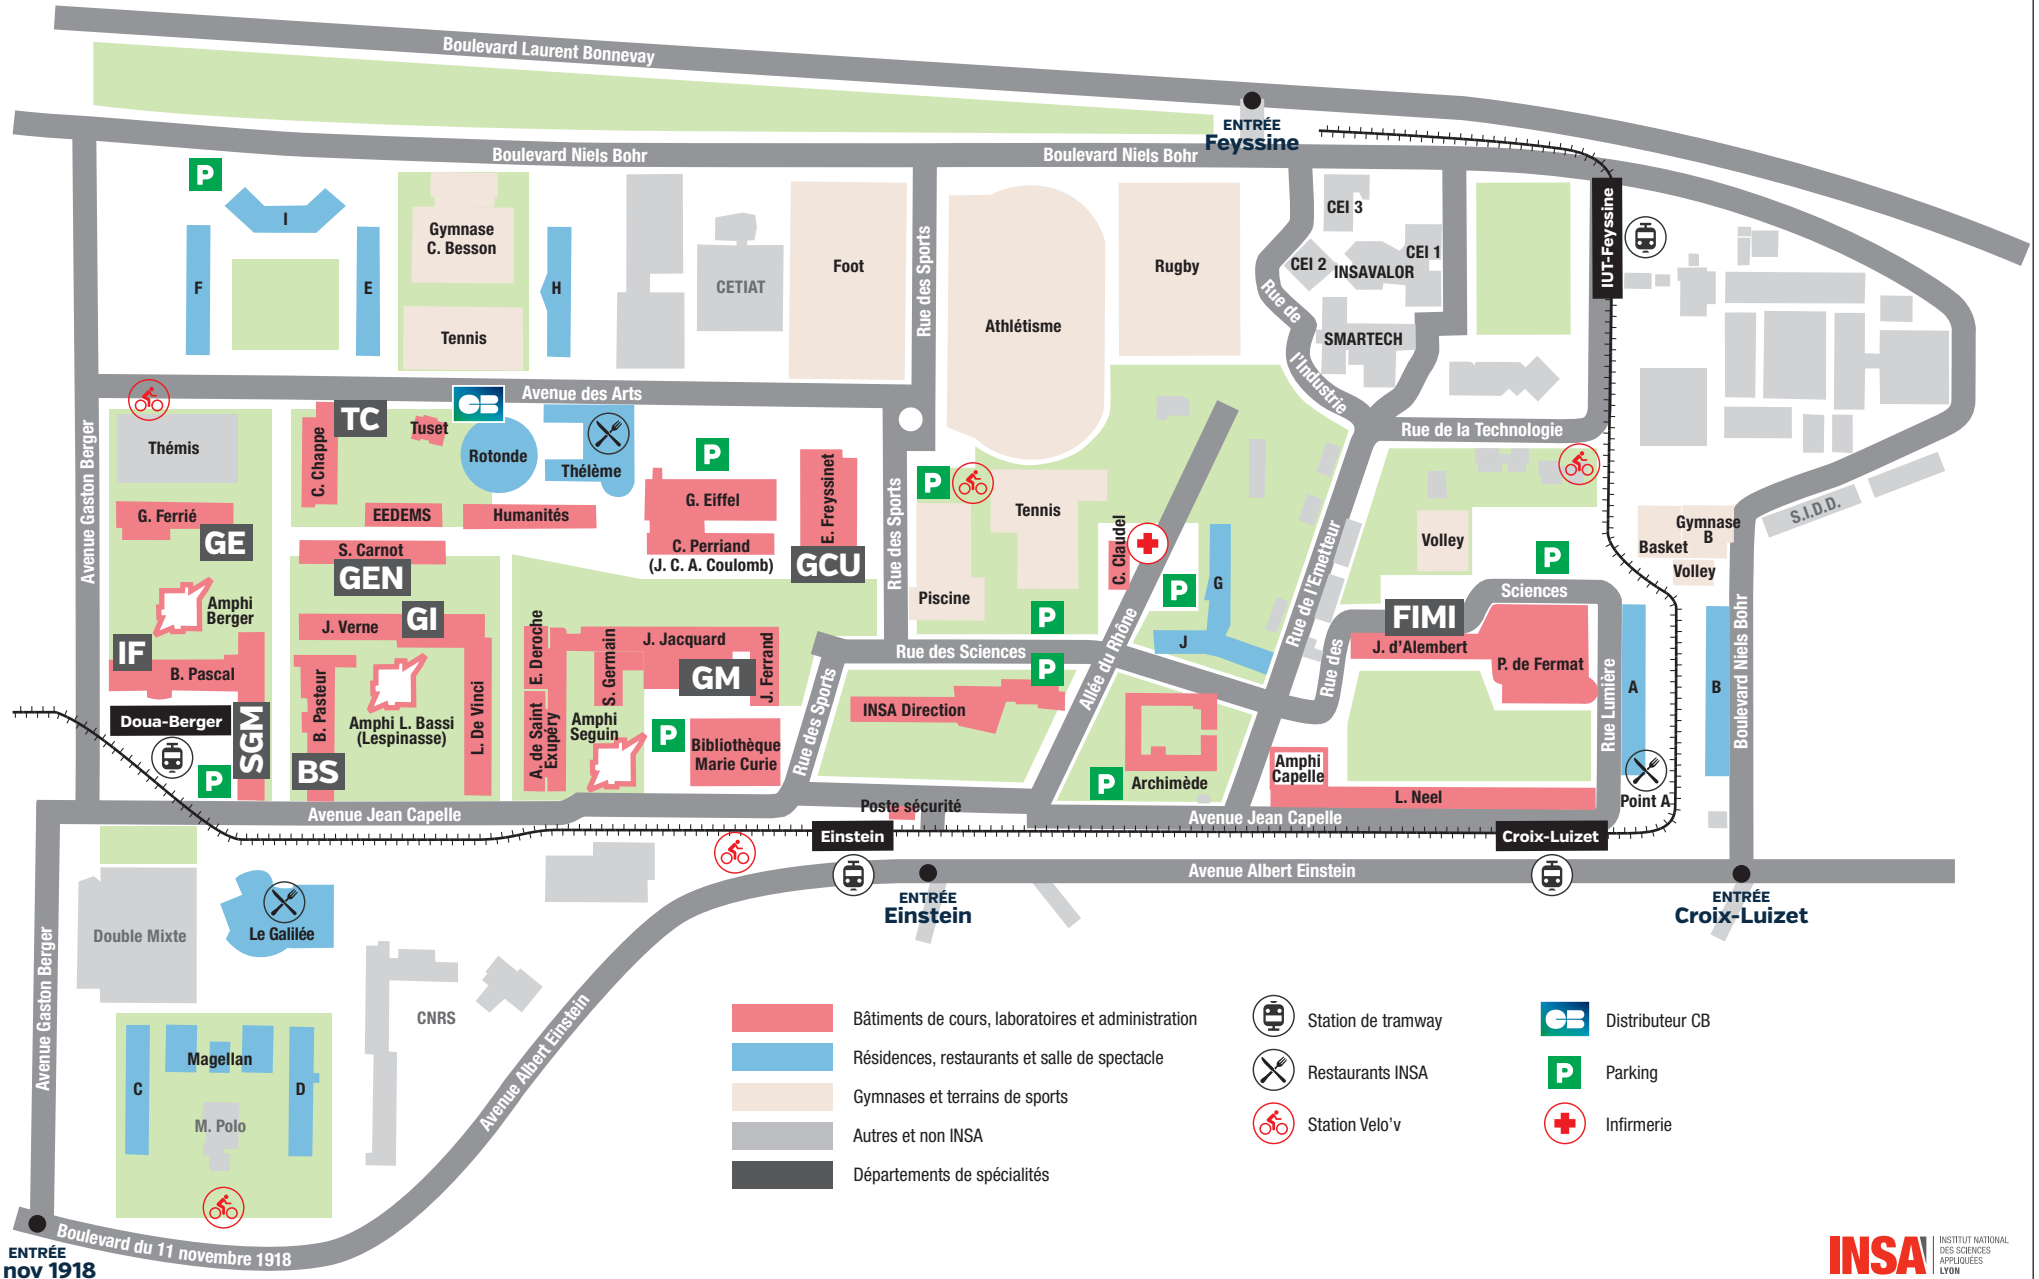 Boulevard Laurent Bonnevay
ENTRÉE
Feyssine
Boulevard Niels Bohr
Boulevard Niels Bohr
P
I
F
E
H
Gymnase
C. Besson
Tennis
CETIAT
Foot
Rue des Sports
Athlétisme
Rugby
CEI 3
CEI 2
CEI 1
INSAVALOR
SMARTECH
Rue de
l'Industrie
IUT-Feyssine
Avenue des Arts
Avenue Gaston Berger
Thémis
TC
C. Chappe
Tuset
CB
Rotonde
Thélème
EEDEMS
Humanités
P
G. Eiffel
C. Perriand
(J. C. A. Coulomb)
E. Freyssinet
GCU
Rue des Sports
P
Tennis
Piscine
P
C. Claudel
P
G
J
Rue de la Technologie
Rue de l'Emetteur
Volley
P
S.I.D.D.
Gymnase
B
Basket
Volley
G. Ferrié
GE
S. Carnot
GEN
Amphi
Berger
IF
B. Pascal
J. Verne
GI
B. Pasteur
BS
Amphi L. Bassi
(Lespinasse)
L. De Vinci
E. Deroche
A. de Saint
Exupéry
S. Germain
J. Jacquard
GM
J. Ferrand
Amphi
Seguin
P
Bibliothèque
Marie Curie
Rue des Sports
Rue des Sciences
P
INSA Direction
Allée du Rhône
P
Archimède
Rue des
Sciences
FIMI
J. d'Alembert
P. de Fermat
Rue Lumière
A
B
Boulevard Niels Bohr
Amphi
Capelle
L. Neel
Point A
Doua-Berger
P
SGM
Avenue Jean Capelle
Poste sécurité
Avenue Jean Capelle
Einstein
Croix-Luizet
Avenue Albert Einstein
ENTRÉE
Einstein
ENTRÉE
Croix-Luizet
Avenue Gaston Berger
Double Mixte
Le Galilée
CNRS
Avenue Albert Einstein
C
Magellan
D
M. Polo
Boulevard du 11 novembre 1918
ENTRÉE
nov 1918
Bâtiments de cours, laboratoires et administration
Résidences, restaurants et salle de spectacle
Gymnases et terrains de sports
Autres et non INSA
Départements de spécialités
Station de tramway
Restaurants INSA
Station Velo'v
CB
Distributeur CB
P
Parking
Infirmerie
INSA
INSTITUT NATIONAL
DES SCIENCES
APPLIQUÉES
LYON